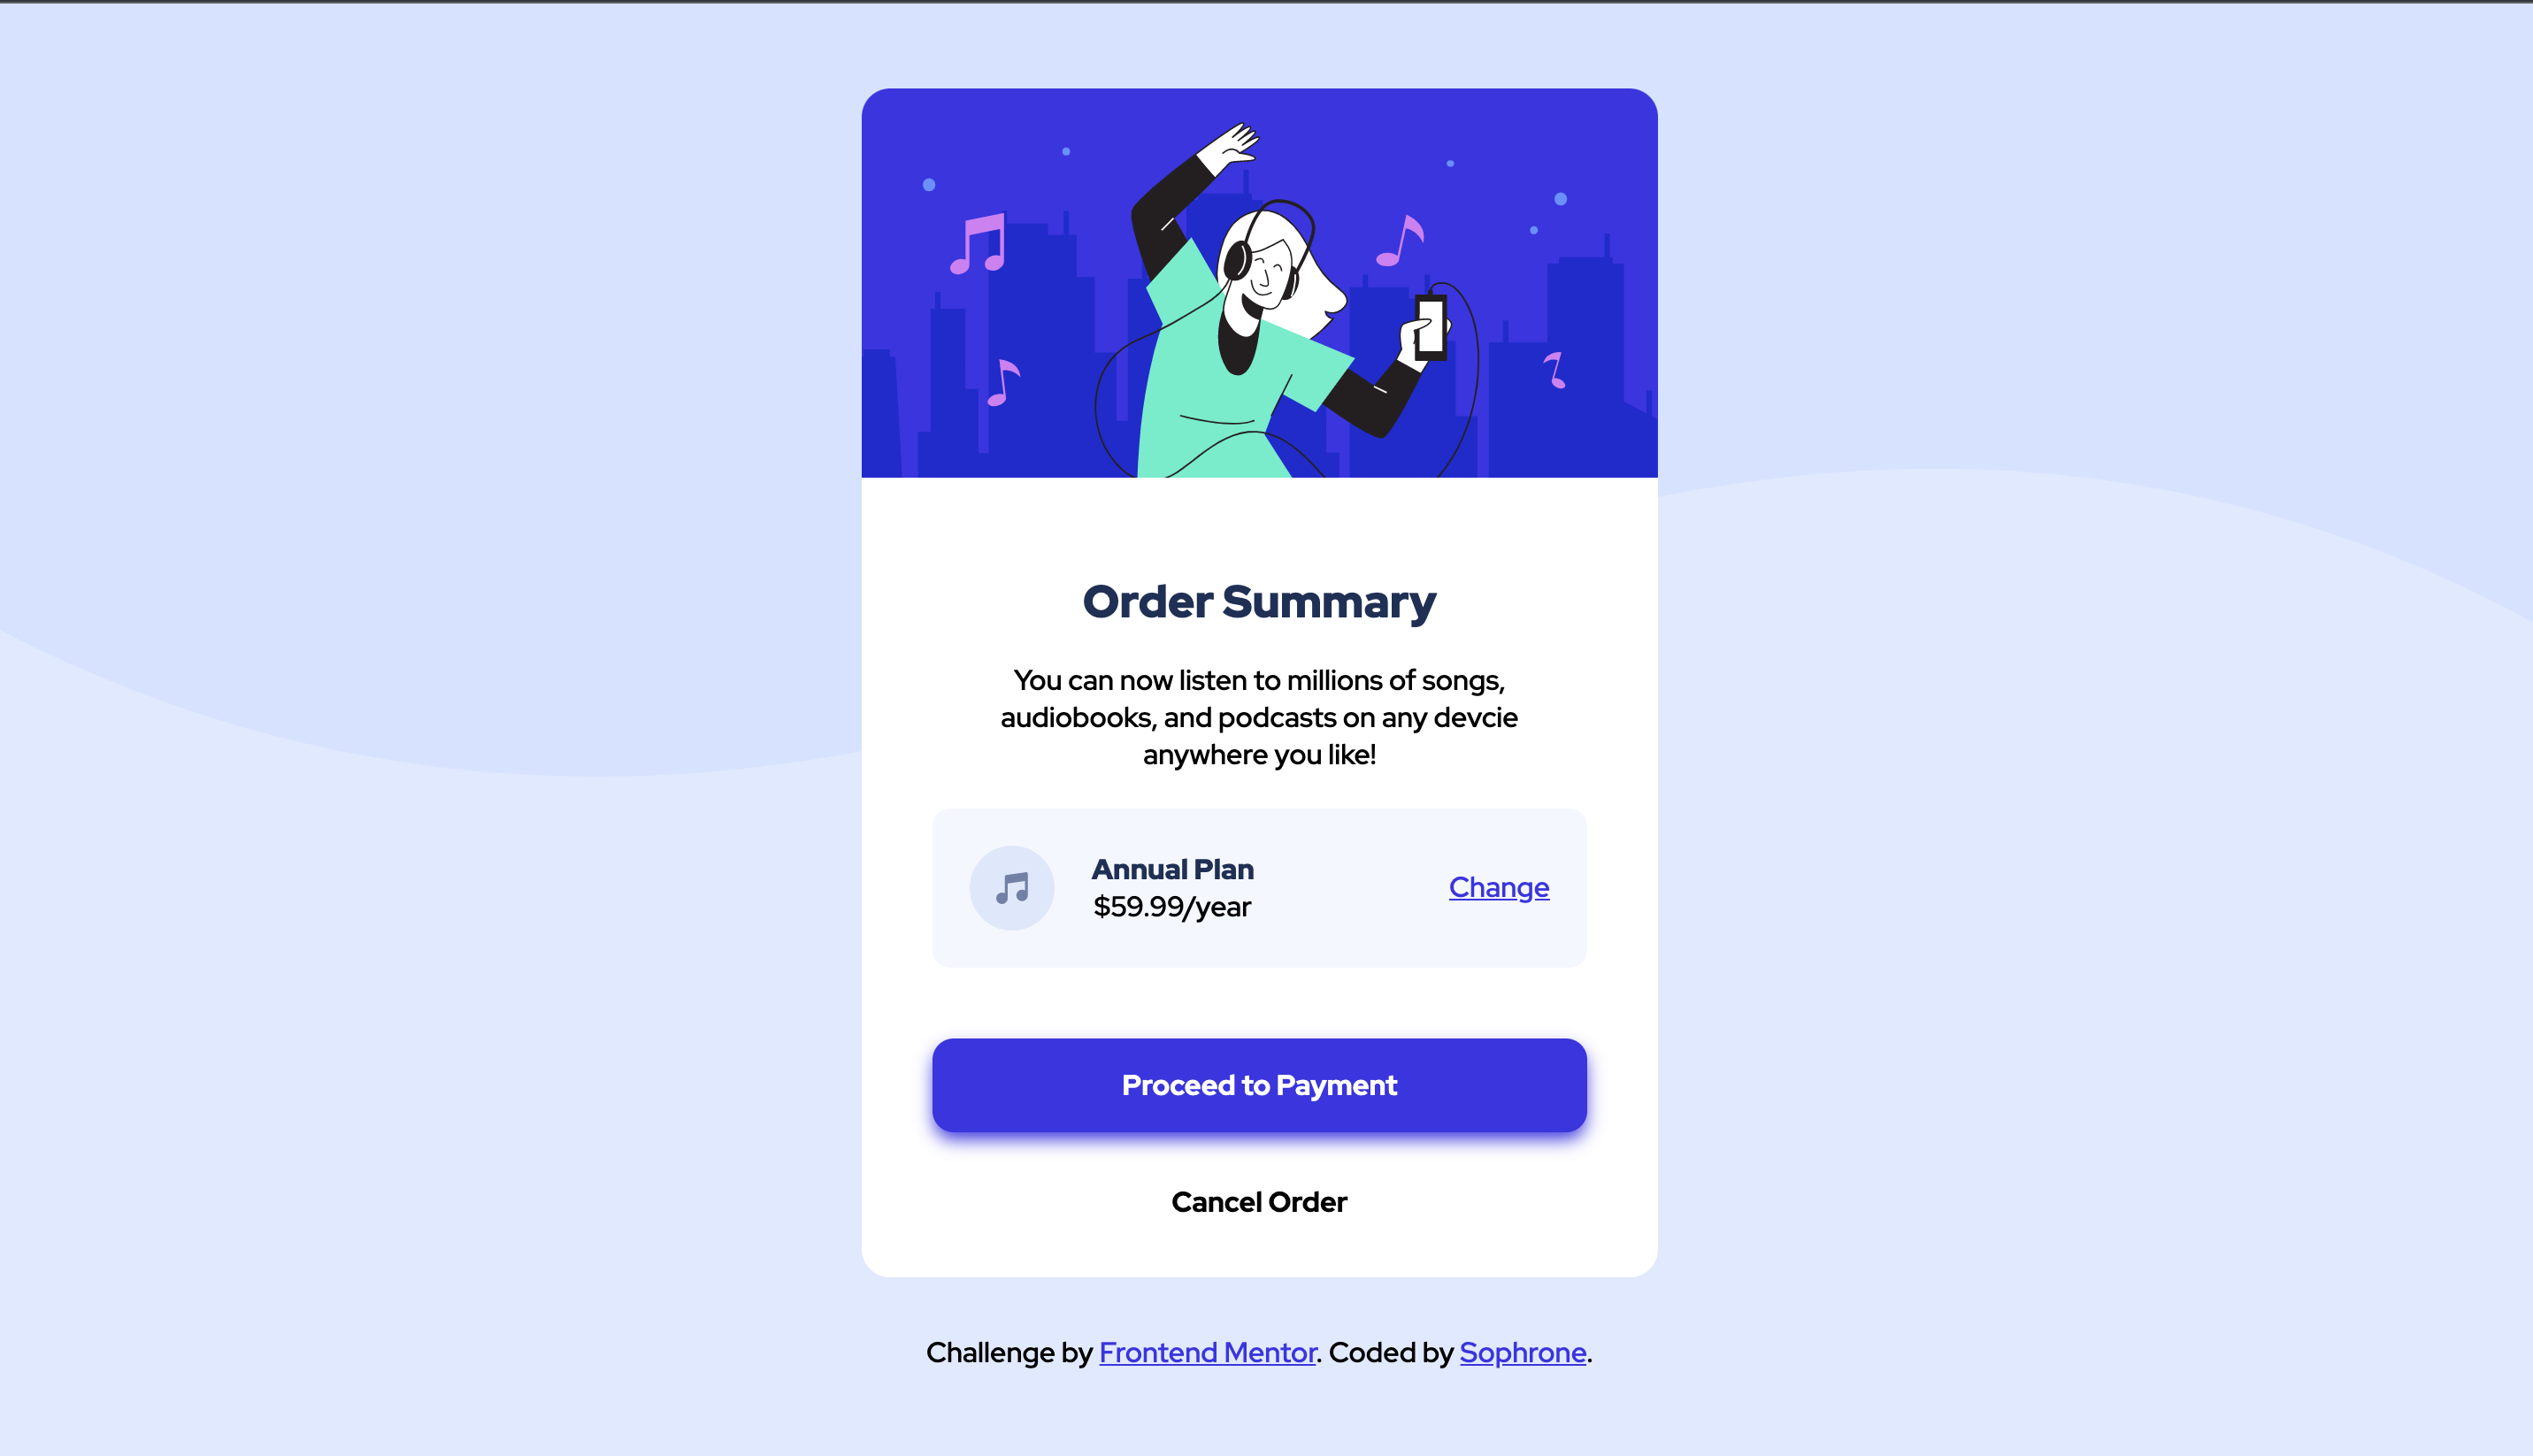 Order Summary
You can now listen to millions of songs,
audiobooks, and podcasts on any devcie
anywhere you like!
Annual Plan
$59.99/year
Change
Proceed to Payment
Cancel Order
Challenge by Frontend Mentor. Coded by Sophrone.